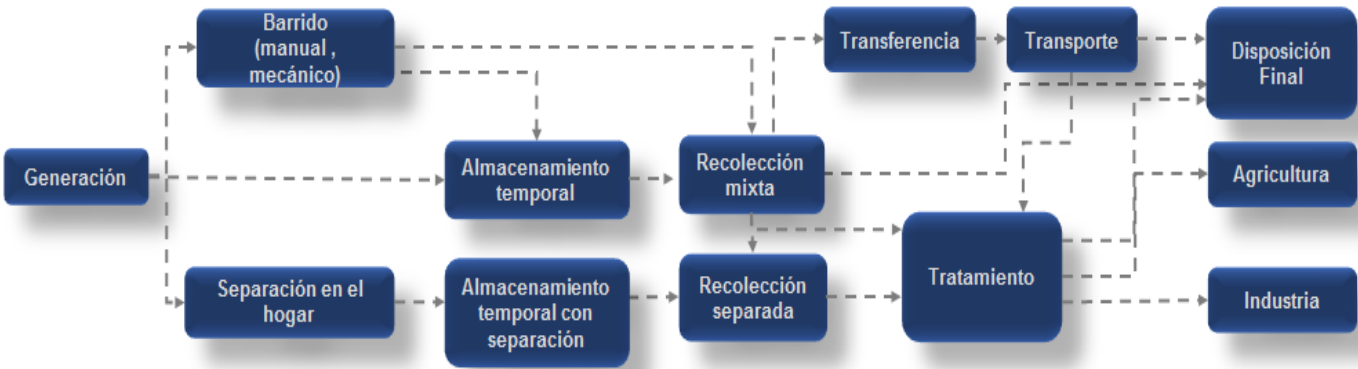 Barrido
(manual ,
mecánico)
Transferencia
Transporte
Disposición
Final
Generación
Almacenamiento
temporal
Recolección
mixta
Agricultura
Separación en el
hogar
Almacenamiento
temporal con
separación
Recolección
separada
Tratamiento
Industria